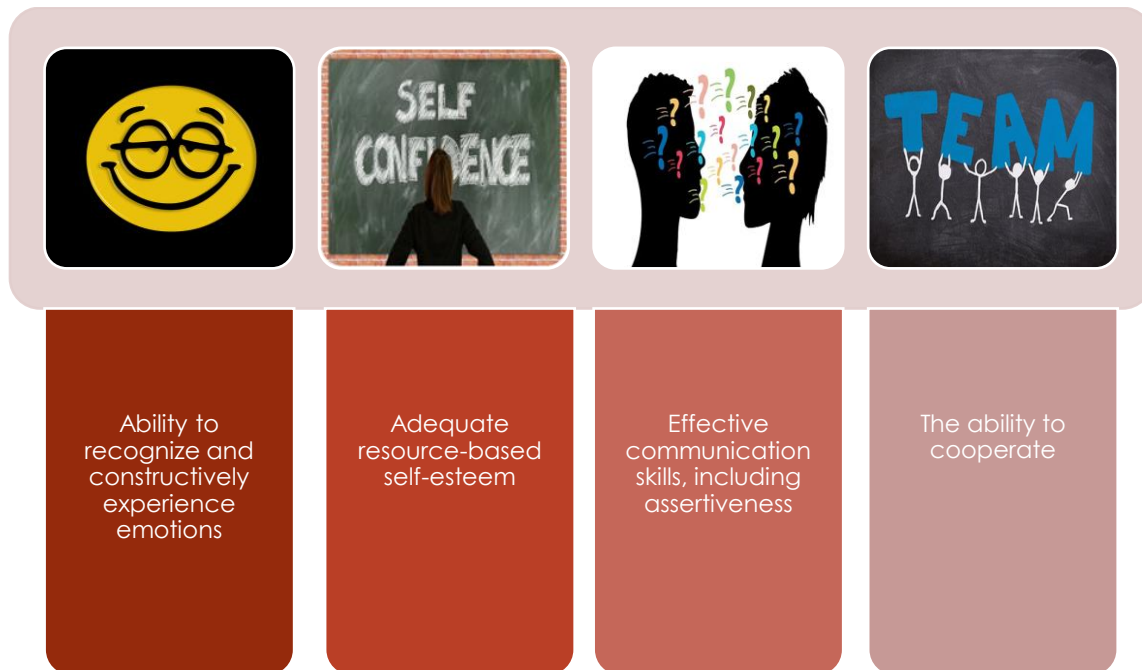 SELF
CONFIDENCE
TEAM
Ability to
recognize and
constructively
experience
emotions
Adequate
resource-based
self-esteem
Effective
communication
skills, including
assertiveness
The ability to
cooperate